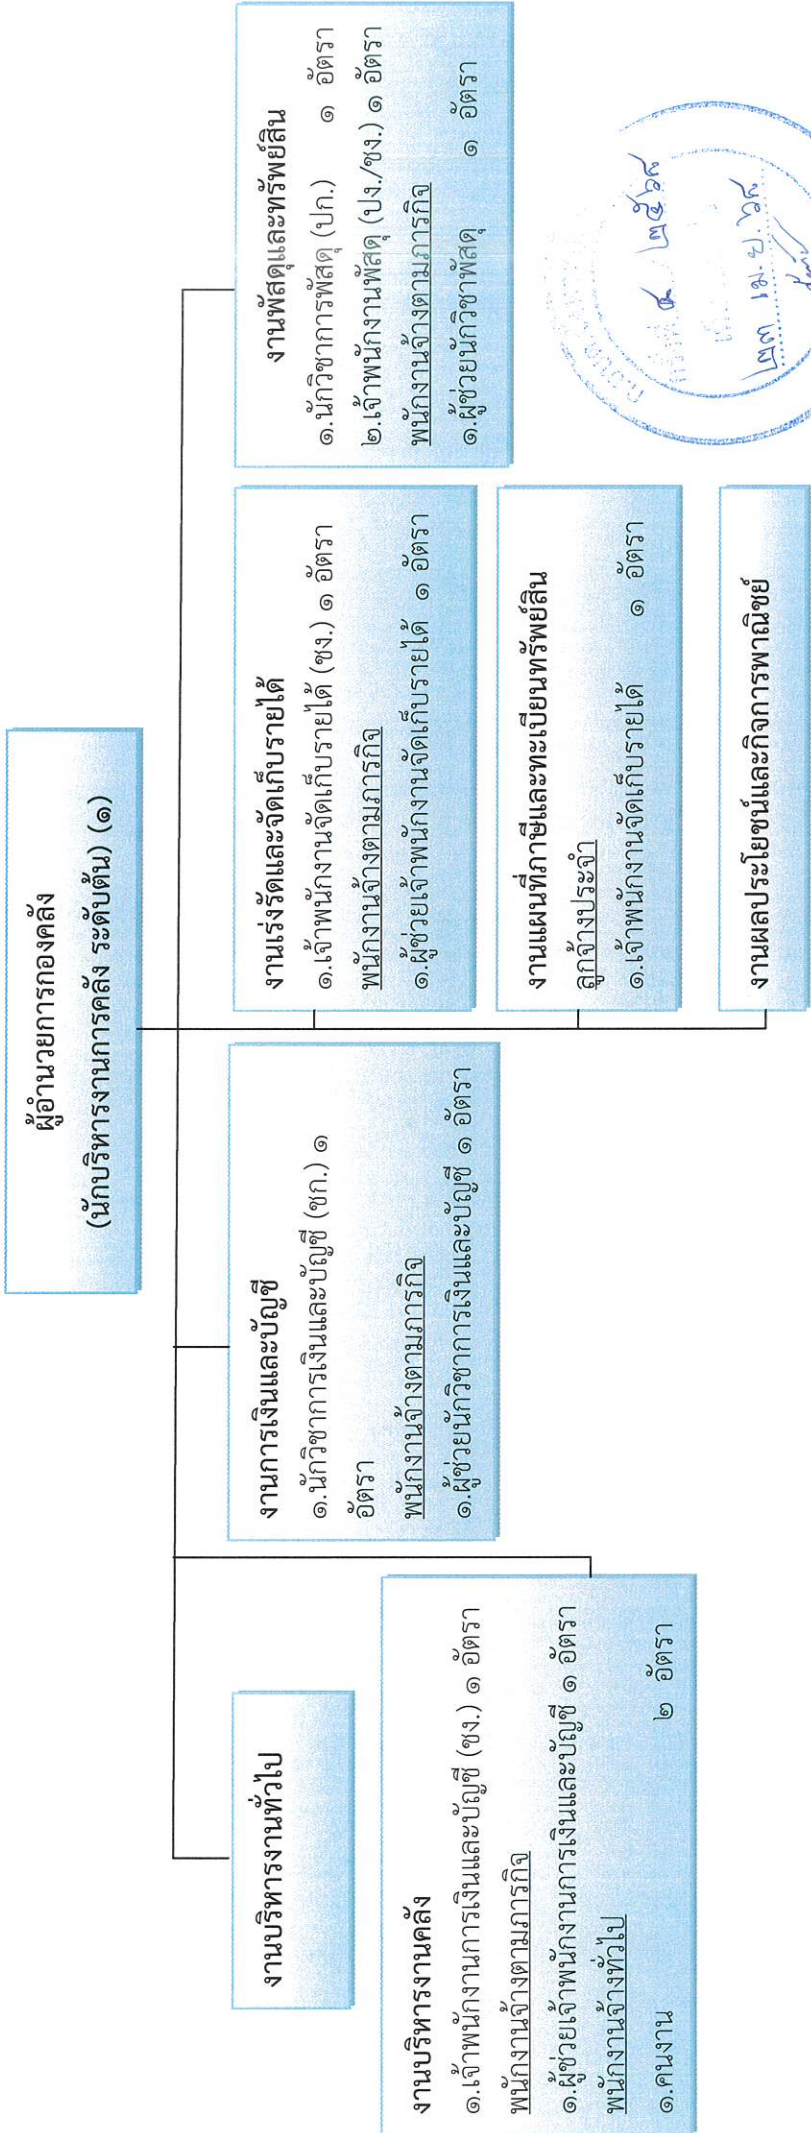 ผู้อำนวยการกองคลัง
(นักบริหารงานการคลัง ระดับต้น) (๑)
งานบริหารงานทั่วไป
งานบริหารงานคลัง
๑.เจ้าพนักงานการเงินและบัญชี (ชง.) ๑ อัตรา
พนักงานจ้างตามภารกิจ
๑.ผู้ช่วยเจ้าพนักงานการเงินและบัญชี ๑ อัตรา
พนักงานจ้างทั่วไป
๑.คนงาน ๒ อัตรา
งานการเงินและบัญชี
๑.นักวิชาการเงินและบัญชี (ชก.) ๑
อัตรา
พนักงานจ้างตามภารกิจ
๑.ผู้ช่วยนักวิชาการเงินและบัญชี ๑ อัตรา
งานเร่งรัดและจัดเก็บรายได้
๑.เจ้าพนักงานจัดเก็บรายได้ (ชง.) ๑ อัตรา
พนักงานจ้างตามภารกิจ
๑.ผู้ช่วยเจ้าพนักงานจัดเก็บรายได้ ๑ อัตรา
งานแผนที่ภาษีและทะเบียนทรัพย์สิน
ลูกจ้างประจำ
๑.เจ้าพนักงานจัดเก็บรายได้ ๑ อัตรา
งานผลประโยชน์และกิจการพาณิชย์
งานพัสดุและทรัพย์สิน
๑.นักวิชาการพัสดุ (ปก.) ๑ อัตรา
๒.เจ้าพนักงานพัสดุ (ปง./ชง.) ๑ อัตรา
พนักงานจ้างตามภารกิจ
๑.ผู้ช่วยนักวิชาพัสดุ ๑ อัตรา
๔ ๒๕๖๘
๒๓ เม.ย. ๖๘